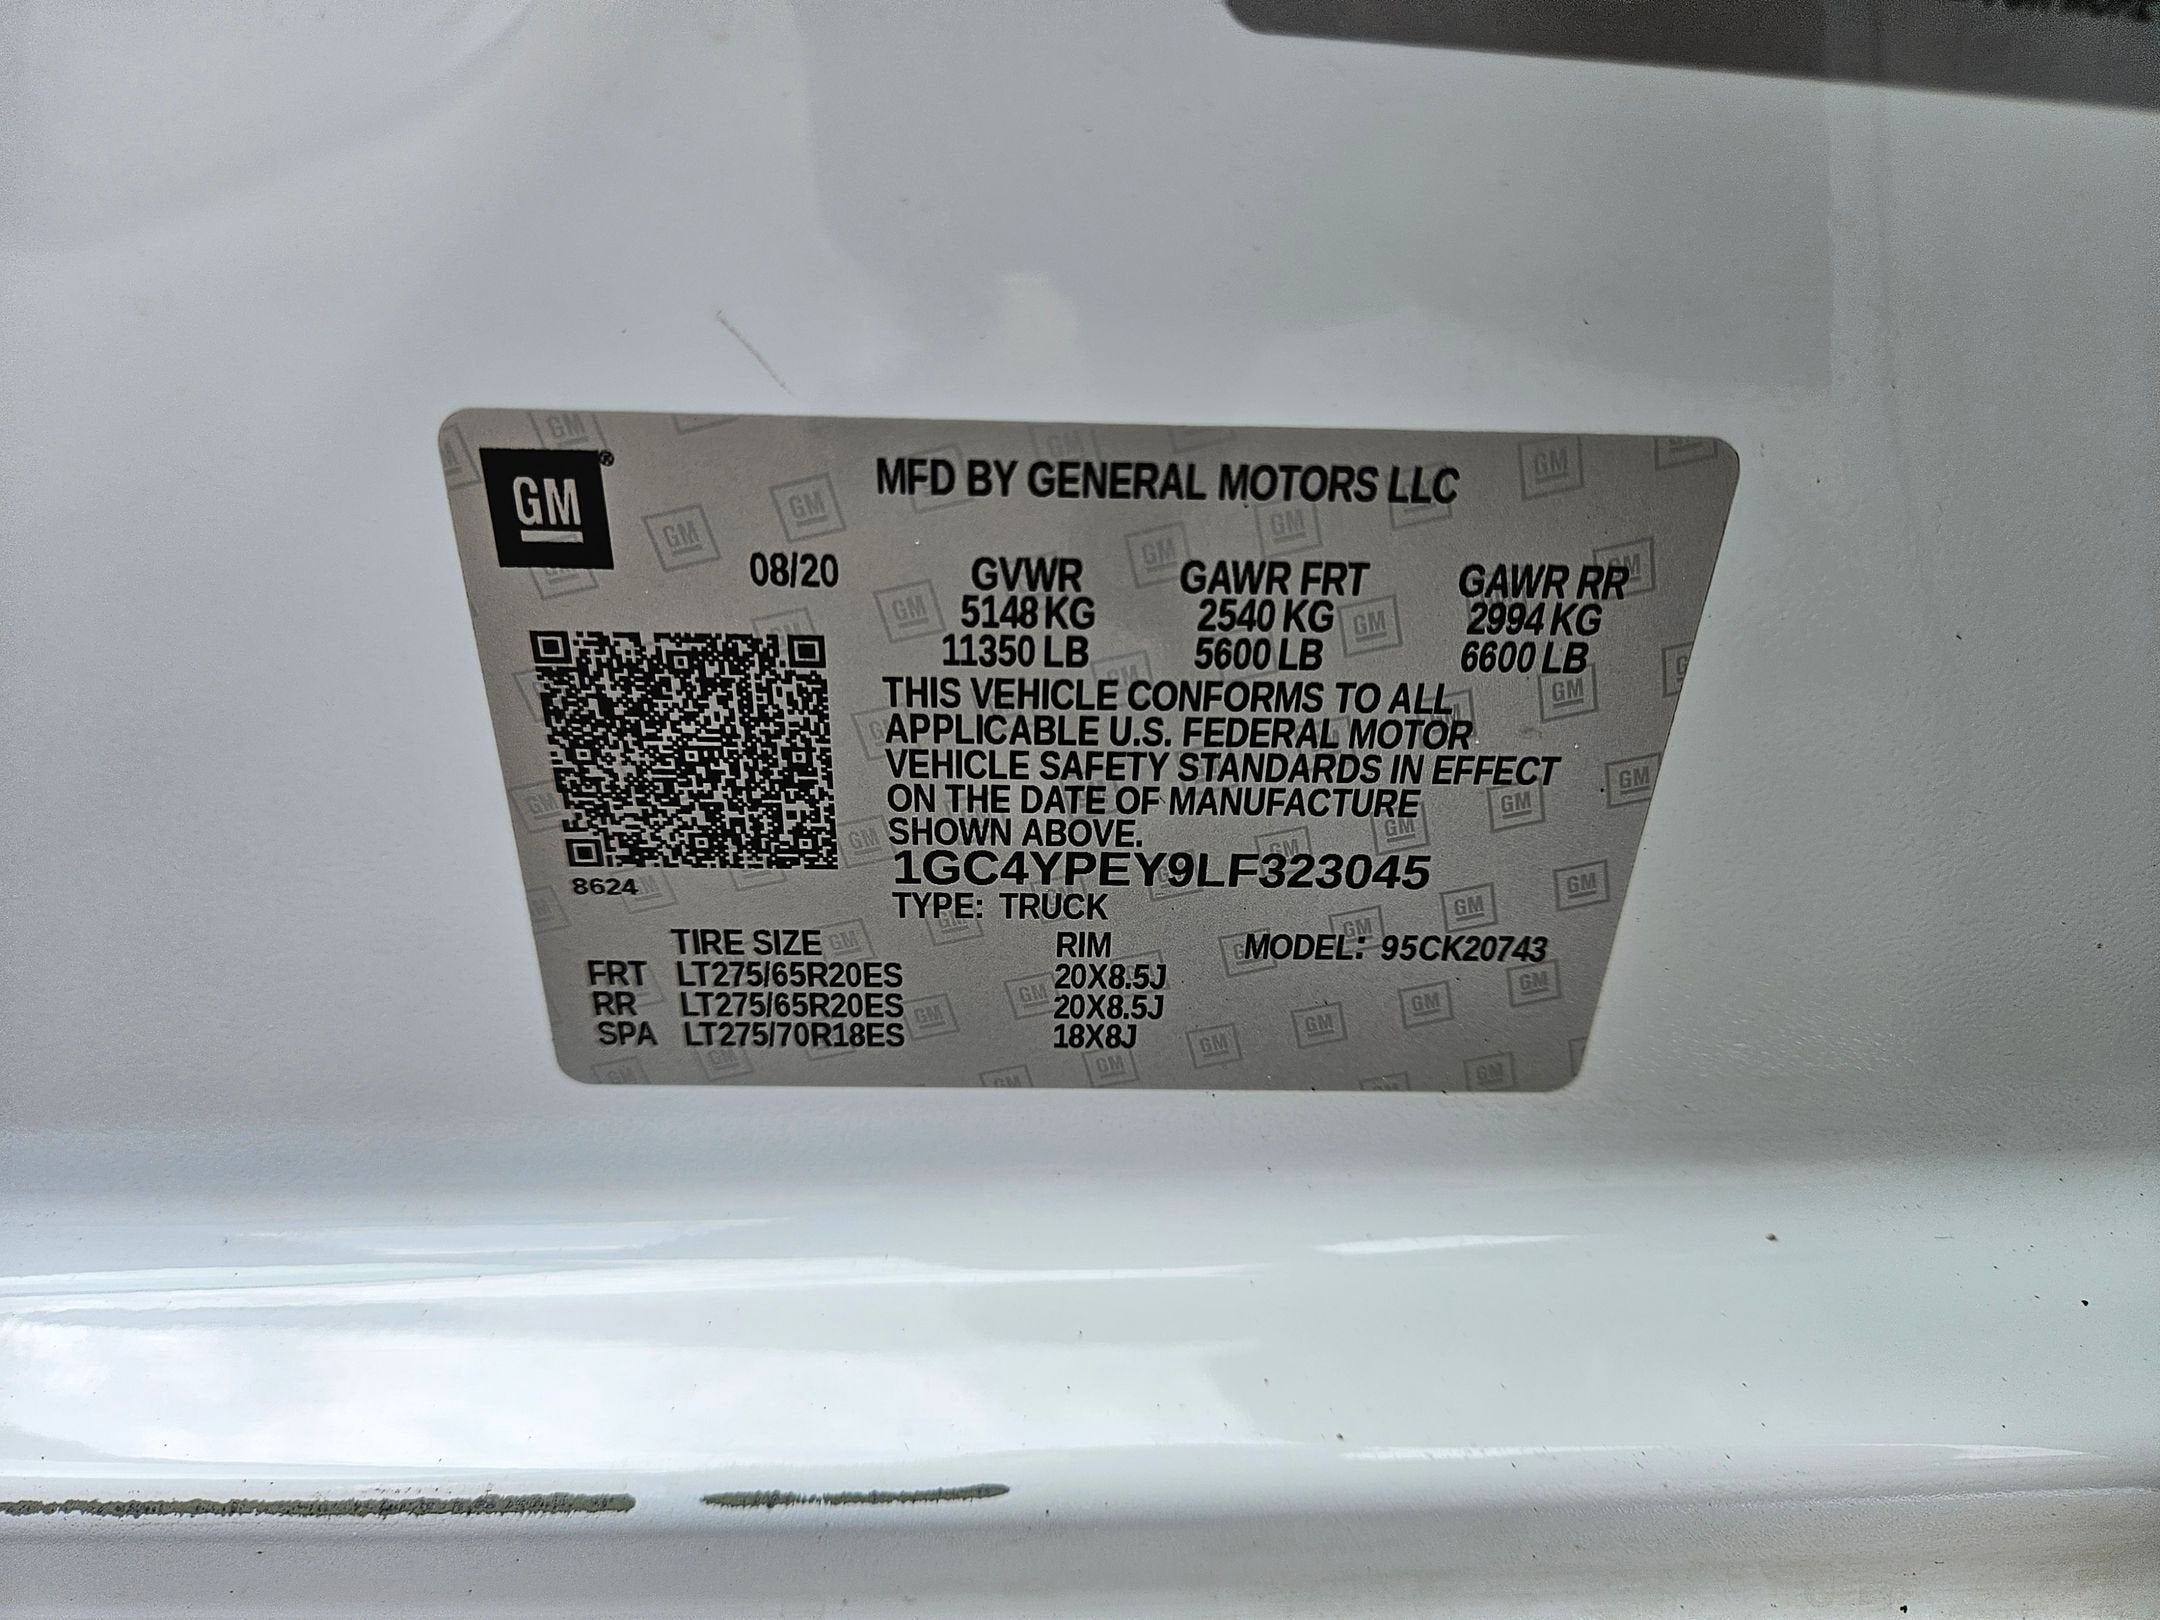 GM®
MFD BY GENERAL MOTORS LLC
08/20 GVWR GAWR FRT GAWR RR
5148 KG 2540 KG 2994 KG
11350 LB 5600 LB 6600 LB
THIS VEHICLE CONFORMS TO ALL
APPLICABLE U.S. FEDERAL MOTOR
VEHICLE SAFETY STANDARDS IN EFFECT
ON THE DATE OF MANUFACTURE
SHOWN ABOVE.
1GC4YPEY9LF323045
8624
TYPE: TRUCK
TIRE SIZE RIM MODEL: 95CK20743
FRT LT275/65R20ES 20X8.5J
RR LT275/65R20ES 20X8.5J
SPA LT275/70R18ES 18X8J